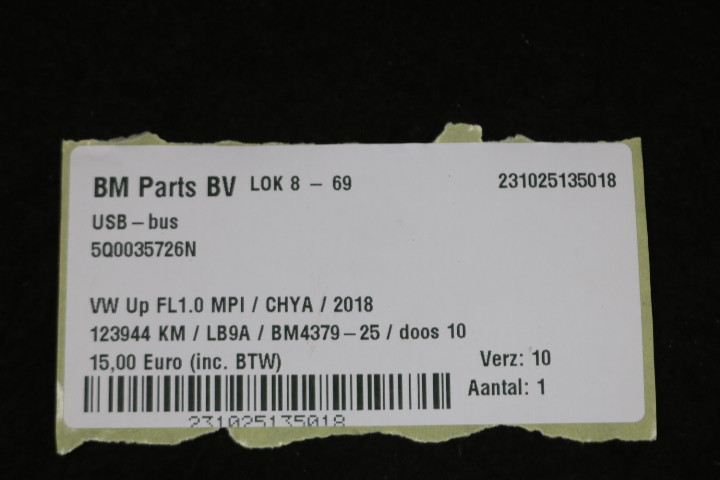 BM Parts BV LOK 8 - 69 231025135018
USB-bus
5Q0035726N
VW Up FL1.0 MPI / CHYA / 2018
123944 KM / LB9A / BM4379-25 / doos 10
15,00 Euro (inc. BTW) Verz: 10
Aantal: 1
231025135018